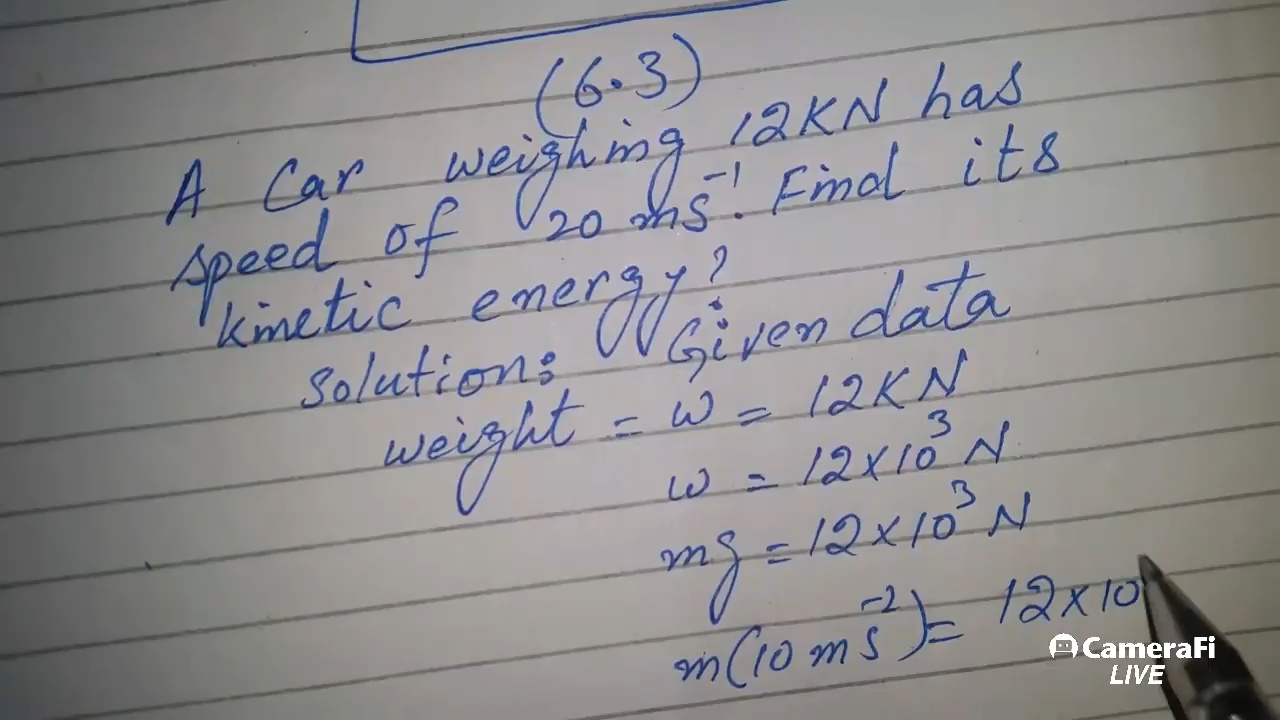 (6.3)
A Car weighing 12KN has
speed of 20 ms⁻¹. Find its
kinetic energy?
Solution: Given data
weight = w = 12KN
w = 12×10³ N
mg = 12×10³ N
m(10 ms⁻²) = 12×10
CameraFi
LIVE